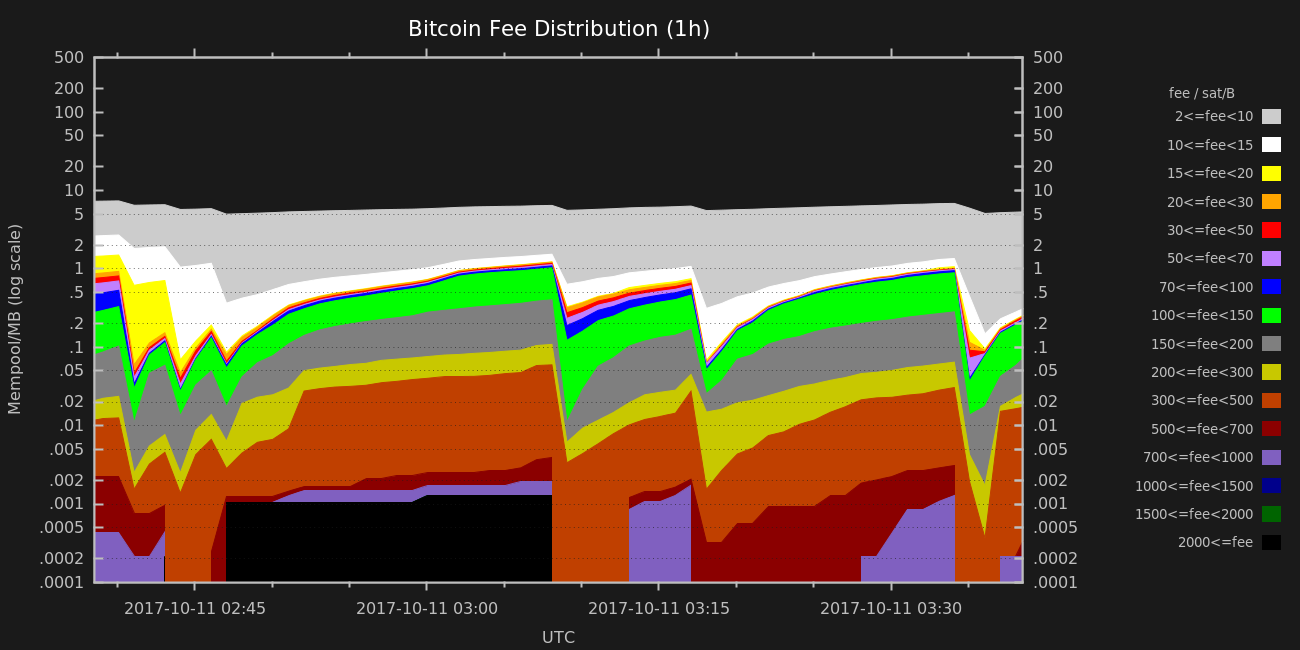 Bitcoin Fee Distribution (1h)
500 500
200 200
100 100
50 50
20 20
10 10
5 5
2 2
1 1
.5 .5
.2 .2
.1 .1
.05 .05
.02 .02
.01 .01
.005 .005
.002 .002
.001 .001
.0005 .0005
.0002 .0002
.0001 .0001
Mempool/MB (log scale)
2017-10-11 02:45 2017-10-11 03:00 2017-10-11 03:15 2017-10-11 03:30
UTC
fee / sat/B
2<=fee<10
10<=fee<15
15<=fee<20
20<=fee<30
30<=fee<50
50<=fee<70
70<=fee<100
100<=fee<150
150<=fee<200
200<=fee<300
300<=fee<500
500<=fee<700
700<=fee<1000
1000<=fee<1500
1500<=fee<2000
2000<=fee